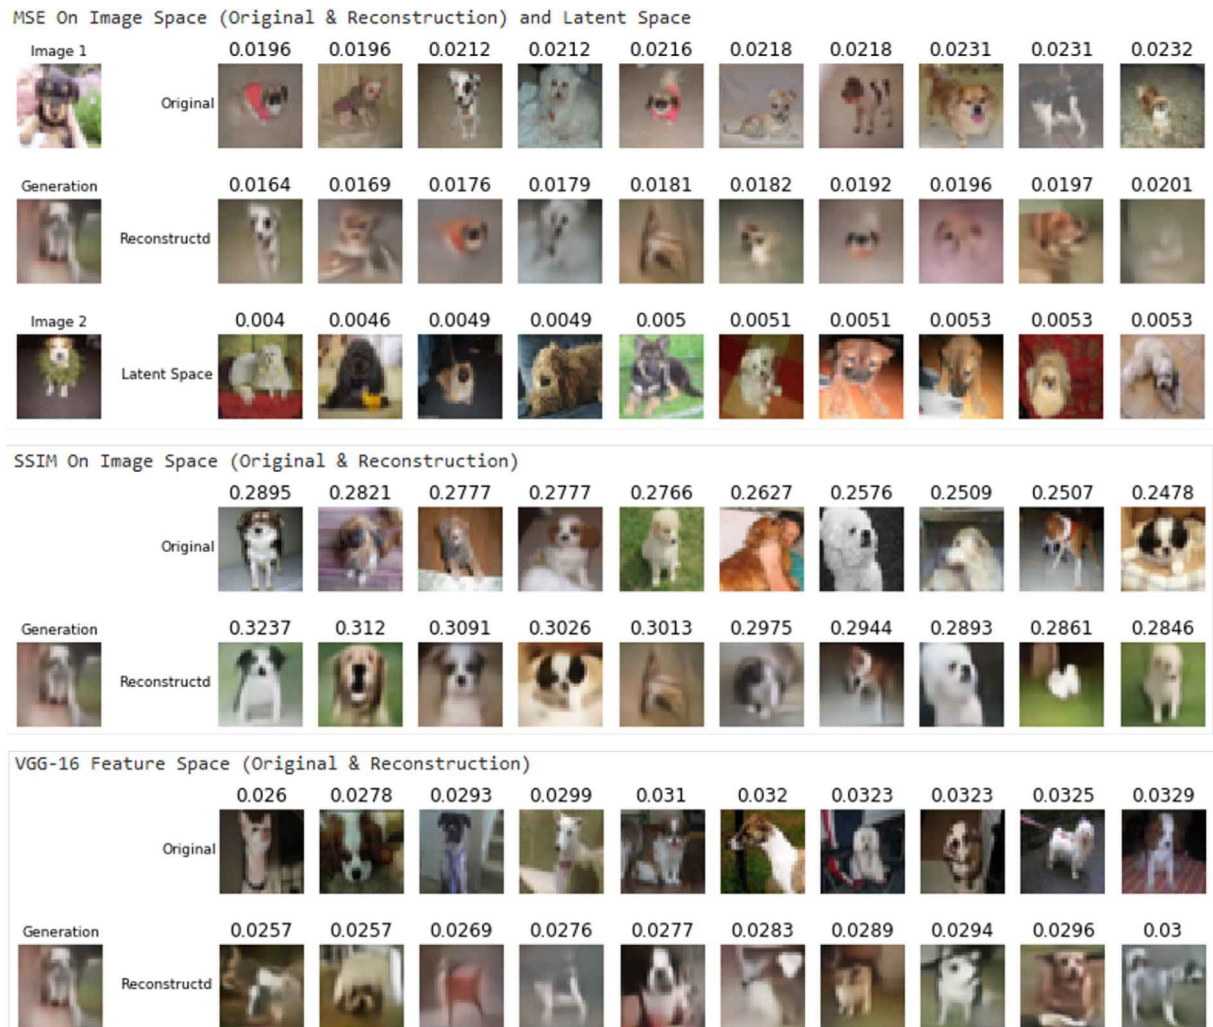 MSE On Image Space (Original & Reconstruction) and Latent Space
Image 1 0.0196 0.0196 0.0212 0.0212 0.0216 0.0218 0.0218 0.0231 0.0231 0.0232
Original
Generation 0.0164 0.0169 0.0176 0.0179 0.0181 0.0182 0.0192 0.0196 0.0197 0.0201
Reconstructd
Image 2 0.004 0.0046 0.0049 0.0049 0.005 0.0051 0.0051 0.0053 0.0053 0.0053
Latent Space
SSIM On Image Space (Original & Reconstruction)
0.2895 0.2821 0.2777 0.2777 0.2766 0.2627 0.2576 0.2509 0.2507 0.2478
Original
Generation 0.3237 0.312 0.3091 0.3026 0.3013 0.2975 0.2944 0.2893 0.2861 0.2846
Reconstructd
VGG-16 Feature Space (Original & Reconstruction)
0.026 0.0278 0.0293 0.0299 0.031 0.032 0.0323 0.0323 0.0325 0.0329
Original
Generation 0.0257 0.0257 0.0269 0.0276 0.0277 0.0283 0.0289 0.0294 0.0296 0.03
Reconstructd